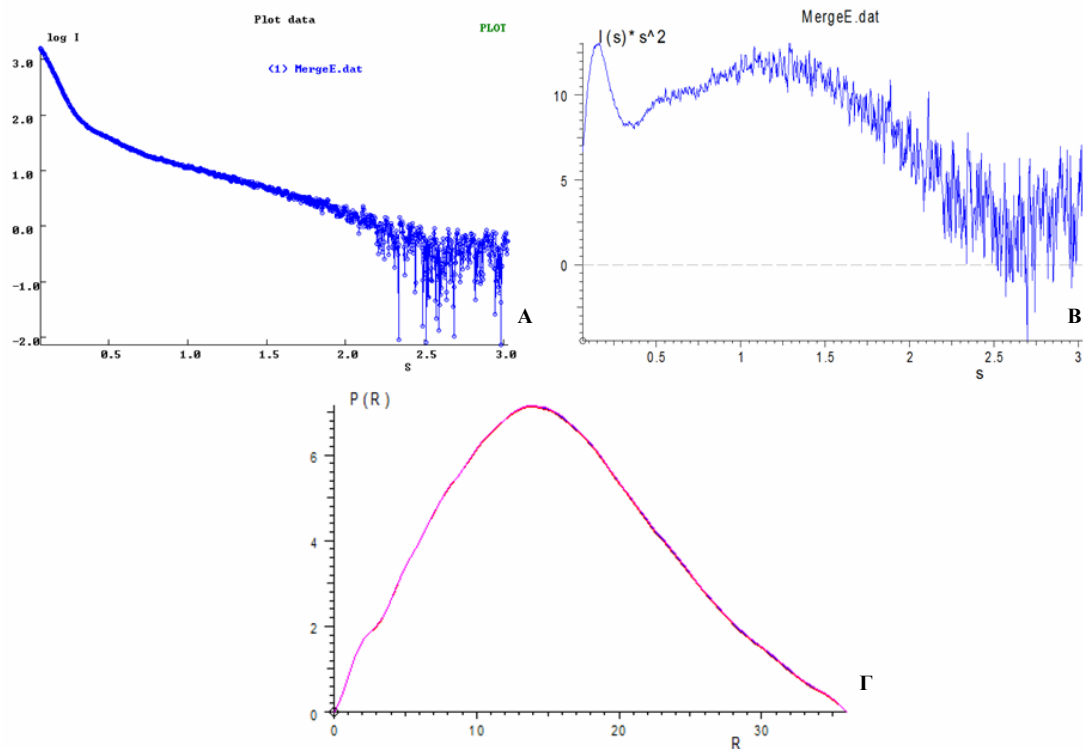 Plot data
PLOT
log I
(1) MergeE.dat
3.0
2.0
1.0
0.0
-1.0
-2.0
0.5
1.0
1.5
2.0
2.5
3.0
S
A
MergeE.dat
I(s)*s^2
10
5
0
0.5
1
1.5
2
2.5
3
s
B
P(R)
6
4
2
0
0
10
20
30
R
Γ